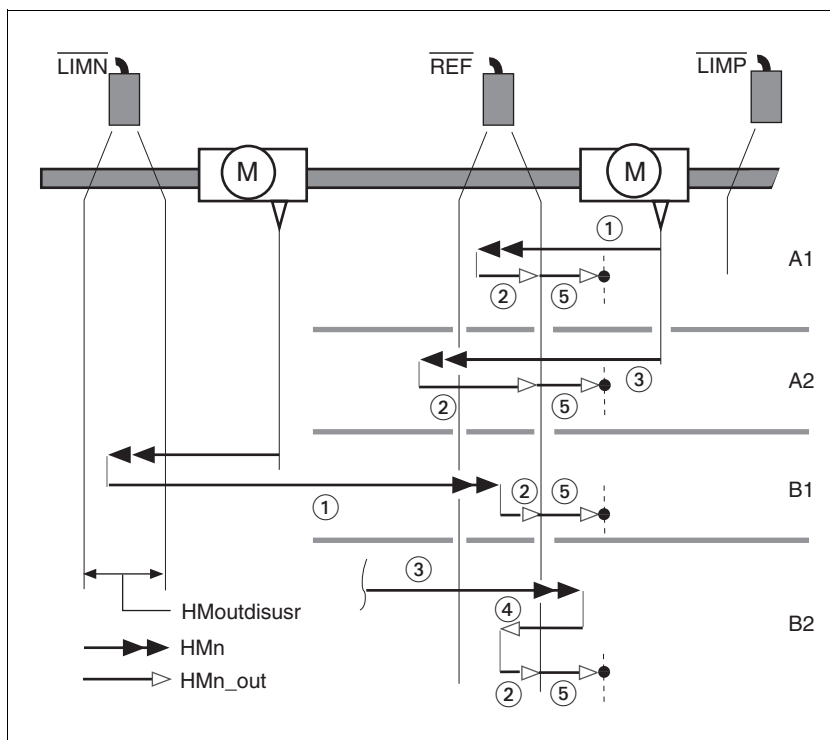 LIMN REF LIMP
M M
1
A1
2 5
3
A2
2 5
2 5
B1
1
3
HMoutdisusr
4
B2
HMn
HMn_out
2 5